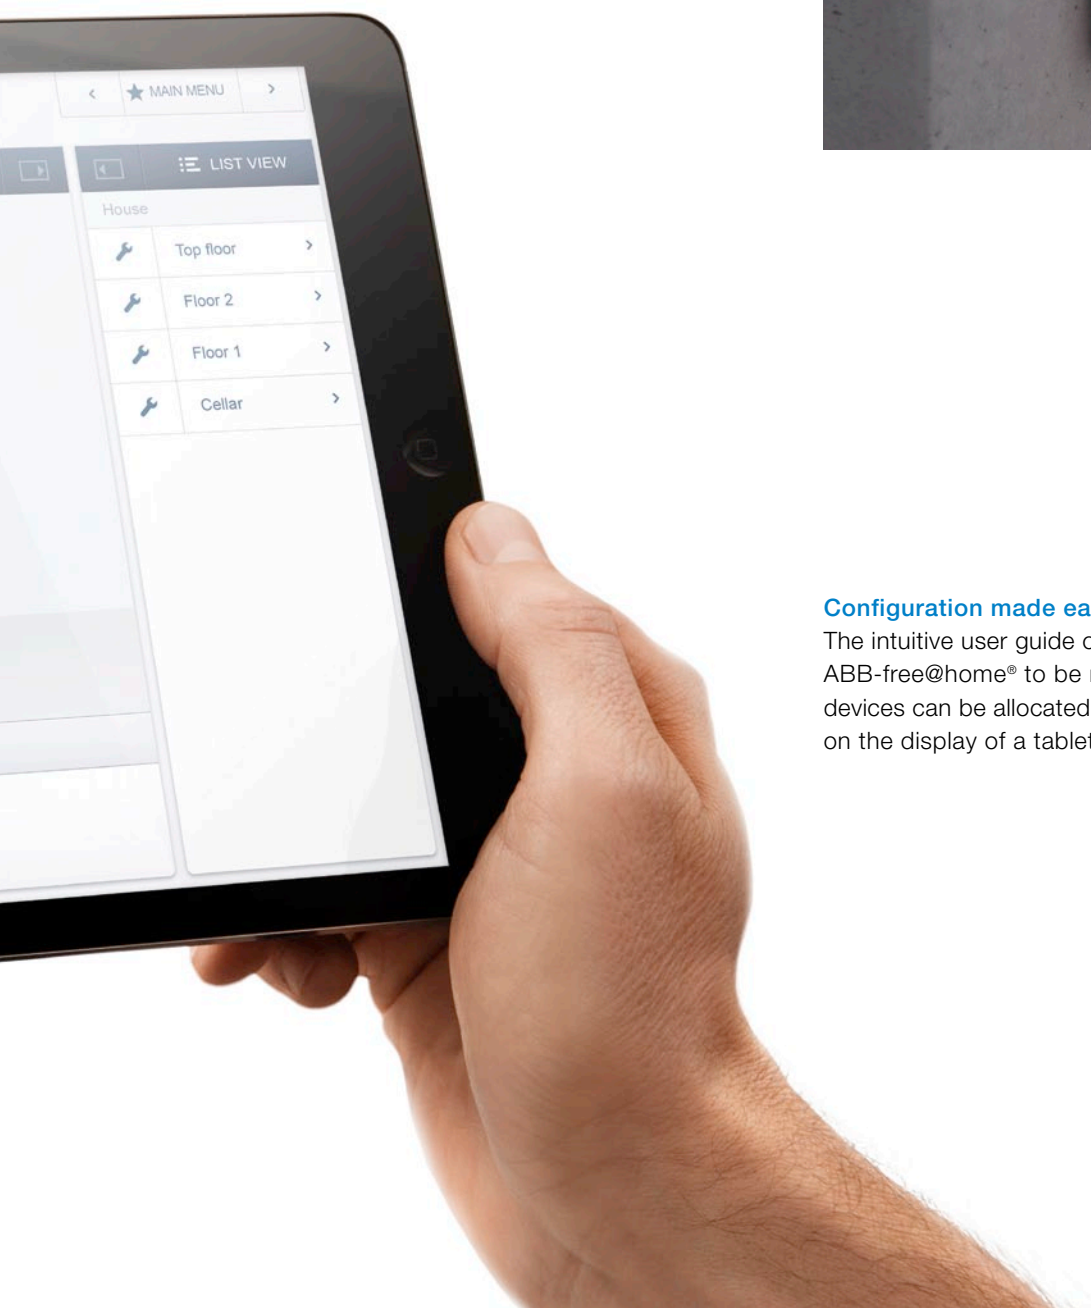 MAIN MENU
LIST VIEW
House
Top floor
Floor 2
Floor 1
Cellar
Configuration made ea
The intuitive user guide
ABB-free@home® to be
devices can be allocated
on the display of a tablet